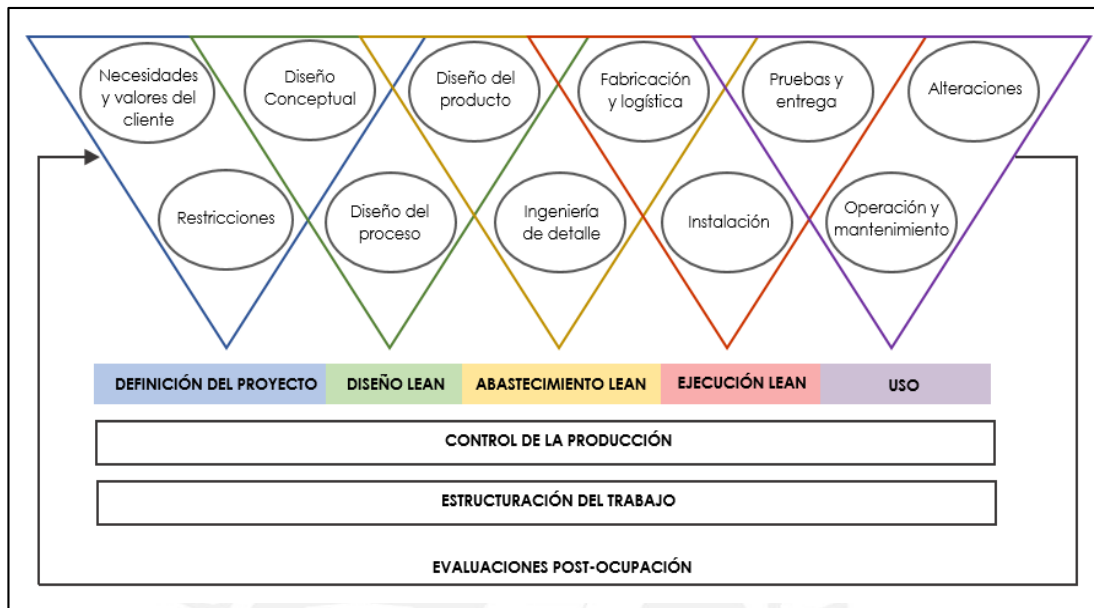 Necesidades
y valores del
cliente
Diseño
Conceptual
Diseño del
producto
Fabricación
y logística
Pruebas y
entrega
Alteraciones
Restricciones
Diseño del
proceso
Ingeniería
de detalle
Instalación
Operación y
mantenimiento
DEFINICIÓN DEL PROYECTO
DISEÑO LEAN
ABASTECIMIENTO LEAN
EJECUCIÓN LEAN
USO
CONTROL DE LA PRODUCCIÓN
ESTRUCTURACIÓN DEL TRABAJO
EVALUACIONES POST-OCUPACIÓN